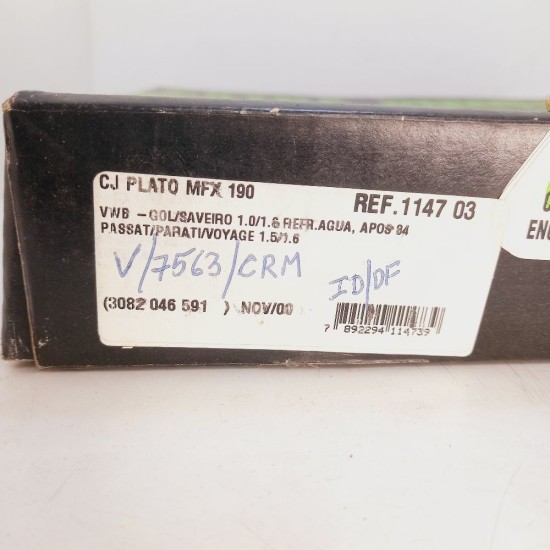 CJ PLATO MFX 190
REF.1147 03
VWB - GOL/SAVEIRO 1.0/1.6 REFR.AGUA, APOS 84
PASSAT/PARATI/VOYAGE 1.5/1.6
V/7563/CRM
ID/DF
(3082 046 591 ) NOV/00
7 892294 114739